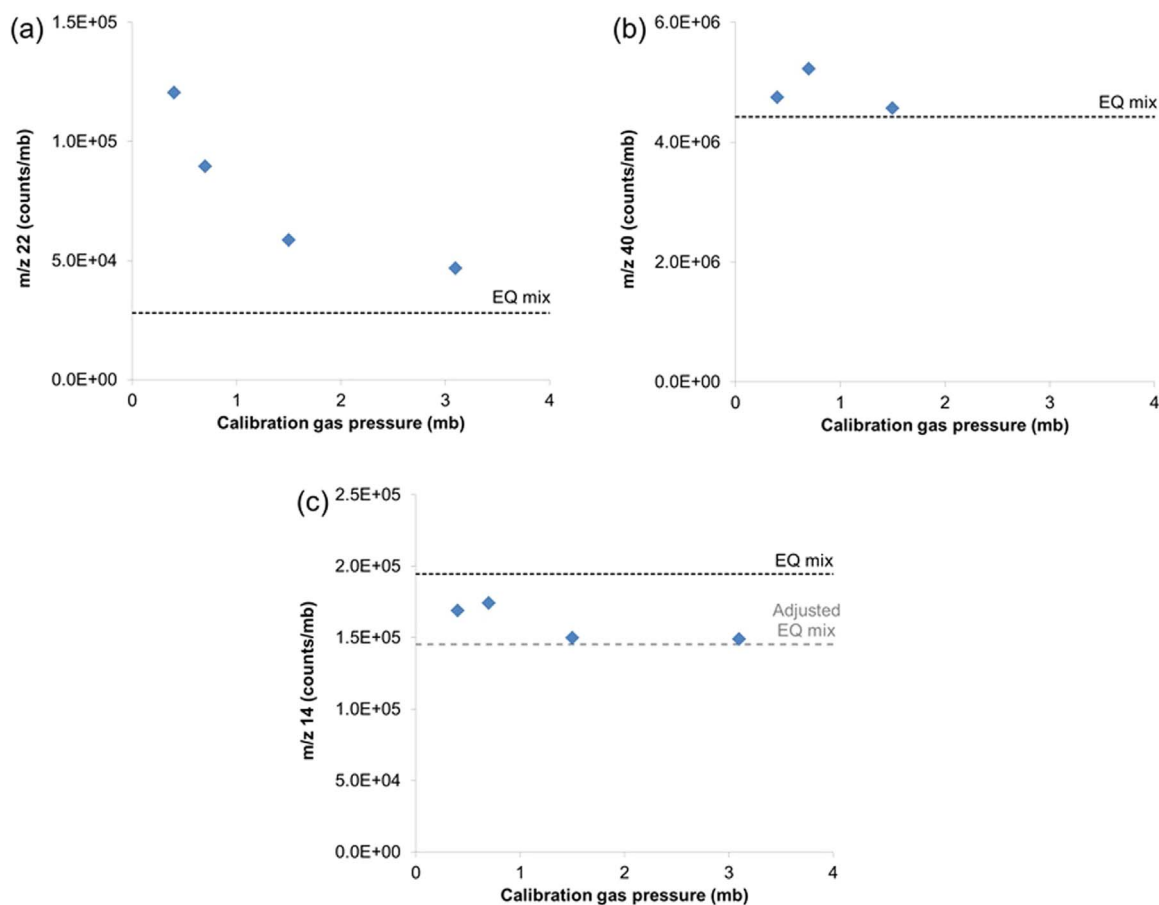 (a)
m/z 22 (counts/mb)
1.5E+05
1.0E+05
5.0E+04
0.0E+00
EQ mix
0 1 2 3 4
Calibration gas pressure (mb)
(b)
m/z 40 (counts/mb)
6.0E+06
4.0E+06
2.0E+06
0.0E+00
EQ mix
0 1 2 3 4
Calibration gas pressure (mb)
(c)
m/z 14 (counts/mb)
2.5E+05
2.0E+05
1.5E+05
1.0E+05
5.0E+04
0.0E+00
EQ mix
Adjusted
EQ mix
0 1 2 3 4
Calibration gas pressure (mb)